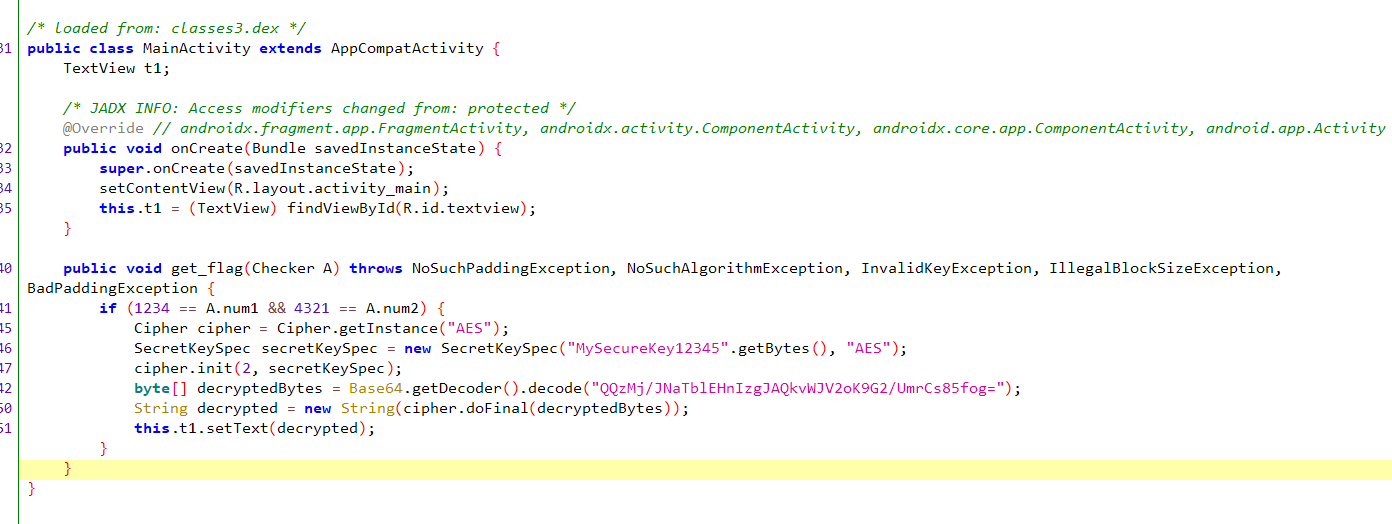 /* loaded from: classes3.dex */
31 public class MainActivity extends AppCompatActivity {
TextView t1;
/* JADX INFO: Access modifiers changed from: protected */
@Override // androidx.fragment.app.FragmentActivity, androidx.activity.ComponentActivity, androidx.core.app.ComponentActivity, android.app.Activity
32 public void onCreate(Bundle savedInstanceState) {
33 super.onCreate(savedInstanceState);
34 setContentView(R.layout.activity_main);
35 this.t1 = (TextView) findViewById(R.id.textview);
}
40 public void get_flag(Checker A) throws NoSuchPaddingException, NoSuchAlgorithmException, InvalidKeyException, IllegalBlockSizeException,
BadPaddingException {
41 if (1234 == A.num1 && 4321 == A.num2) {
45 Cipher cipher = Cipher.getInstance("AES");
46 SecretKeySpec secretKeySpec = new SecretKeySpec("MySecureKey12345".getBytes(), "AES");
47 cipher.init(2, secretKeySpec);
42 byte[] decryptedBytes = Base64.getDecoder().decode("QQzMj/JNaTblEHnIzgJAQkvWJV2oK9G2/UmrCs85fog=");
50 String decrypted = new String(cipher.doFinal(decryptedBytes));
51 this.t1.setText(decrypted);
}
}
}